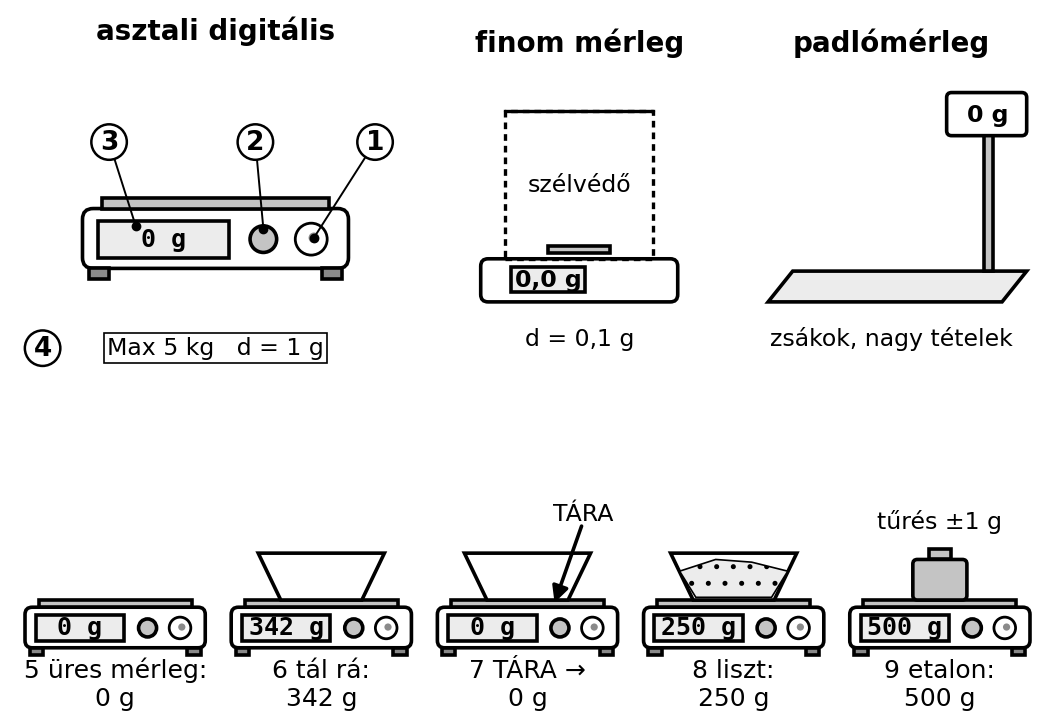 asztali digitális
finom mérleg
padlómérleg
0 g
3
2
1
szélvédő
0 g
0,0 g
4
Max 5 kg d = 1 g
d = 0,1 g
zsákok, nagy tételek
TÁRA
tűrés ±1 g
0 g
342 g
0 g
250 g
500 g
5 üres mérleg:
0 g
6 tál rá:
342 g
7 TÁRA →
0 g
8 liszt:
250 g
9 etalon:
500 g